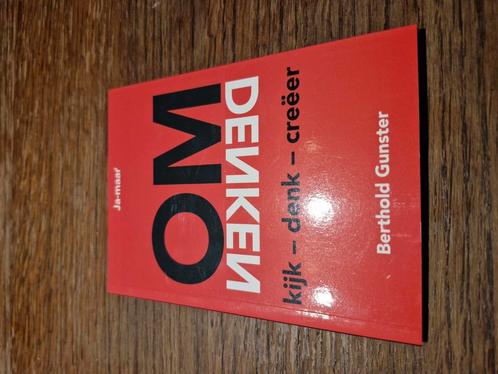 Ja-maar
OM
DENKEN
kijk – denk – creëer
Berthold Gunster